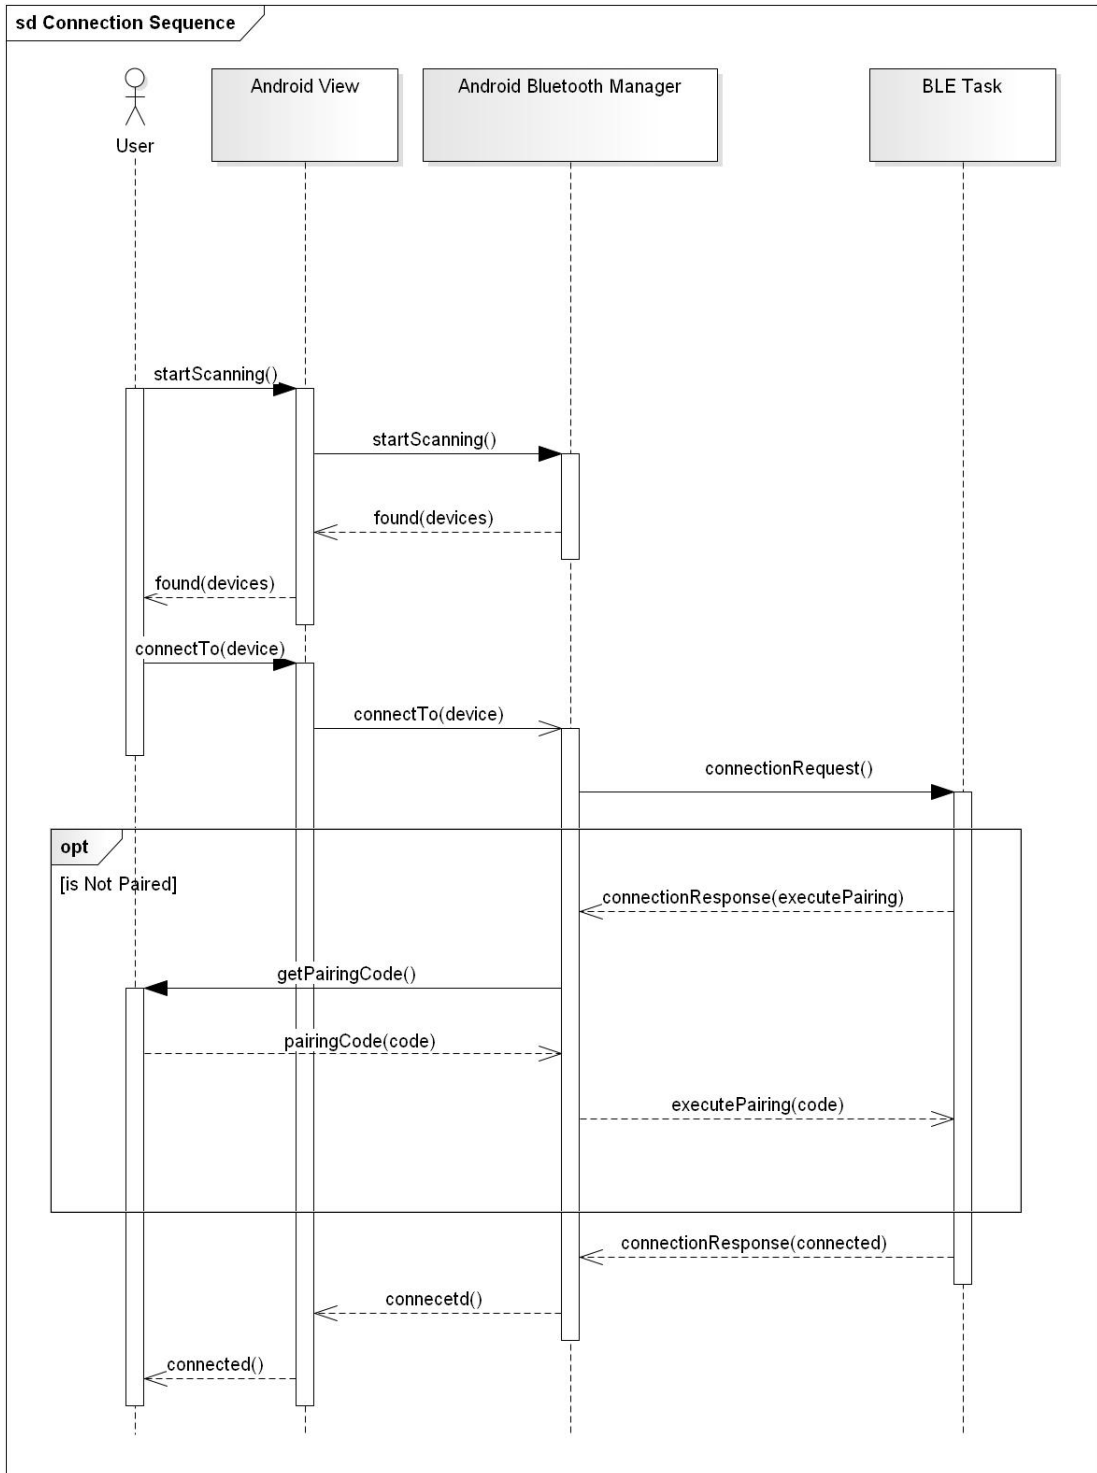 sd Connection Sequence
Android View
Android Bluetooth Manager
BLE Task
User
startScanning()
startScanning()
found(devices)
found(devices)
connectTo(device)
connectTo(device)
connectionRequest()
opt
[is Not Paired]
connectionResponse(executePairing)
getPairingCode()
pairingCode(code)
executePairing(code)
connectionResponse(connected)
connecetd()
connected()